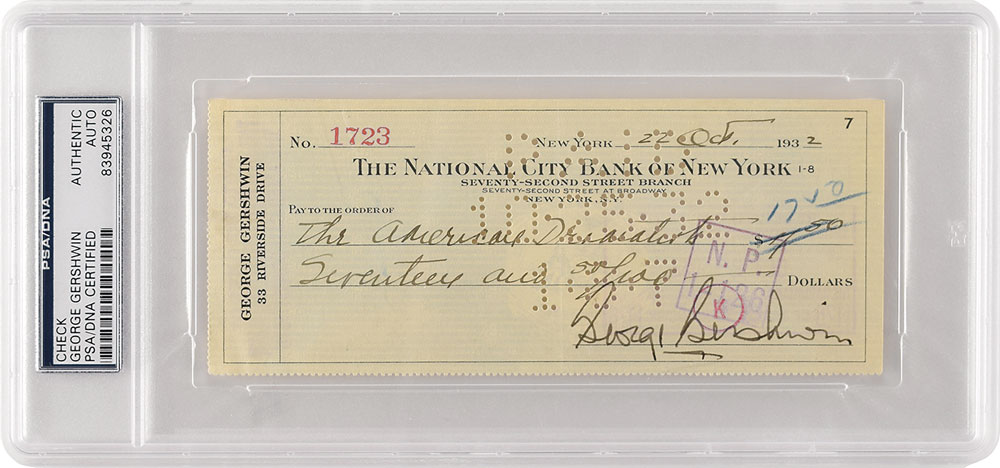 PSA/DNA
CHECK
GEORGE GERSHWIN
PSA/DNA CERTIFIED
AUTHENTIC
AUTO
83945326
GEORGE GERSHWIN
33 RIVERSIDE DRIVE
7
No. 1723
NEW YORK 22 Oct. 1932
THE NATIONAL CITY BANK OF NEW YORK 1-8
SEVENTY-SECOND STREET BRANCH
SEVENTY-SECOND STREET AT BROADWAY
NEW YORK, N.Y.
PAY TO THE ORDER OF 17 50
The American Dramatists
Seventeen and 50/100 DOLLARS
N. P
K
George Gershwin